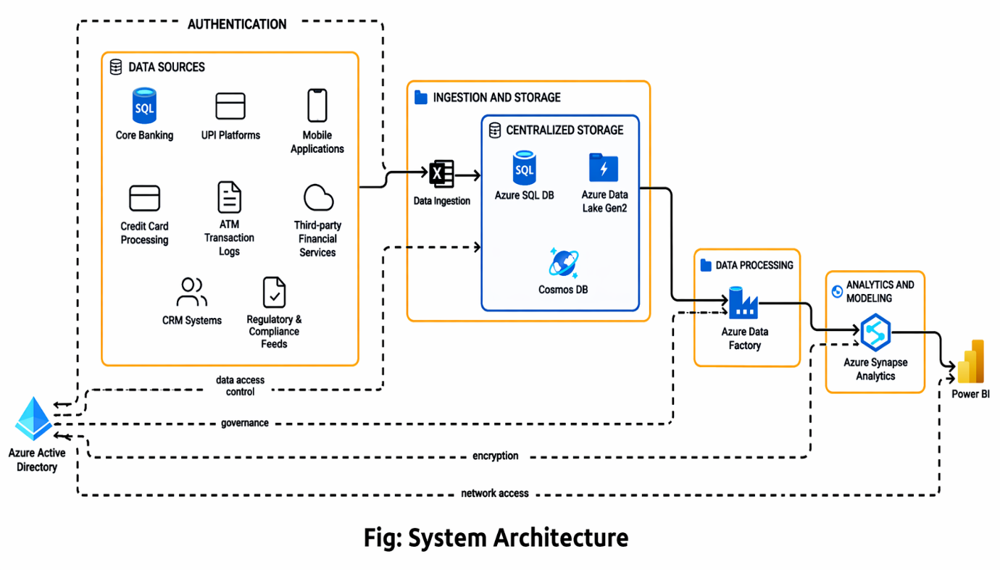 AUTHENTICATION
DATA SOURCES
SQL
Core Banking
UPI Platforms
Mobile
Applications
Credit Card
Processing
ATM
Transaction
Logs
Third-party
Financial
Services
CRM Systems
Regulatory &
Compliance
Feeds
INGESTION AND STORAGE
X
Data Ingestion
CENTRALIZED STORAGE
SQL
Azure SQL DB
Azure Data
Lake Gen2
Cosmos DB
DATA PROCESSING
Azure Data
Factory
ANALYTICS AND
MODELING
Azure Synapse
Analytics
Power BI
data access
control
governance
encryption
network access
Azure Active
Directory
Fig: System Architecture